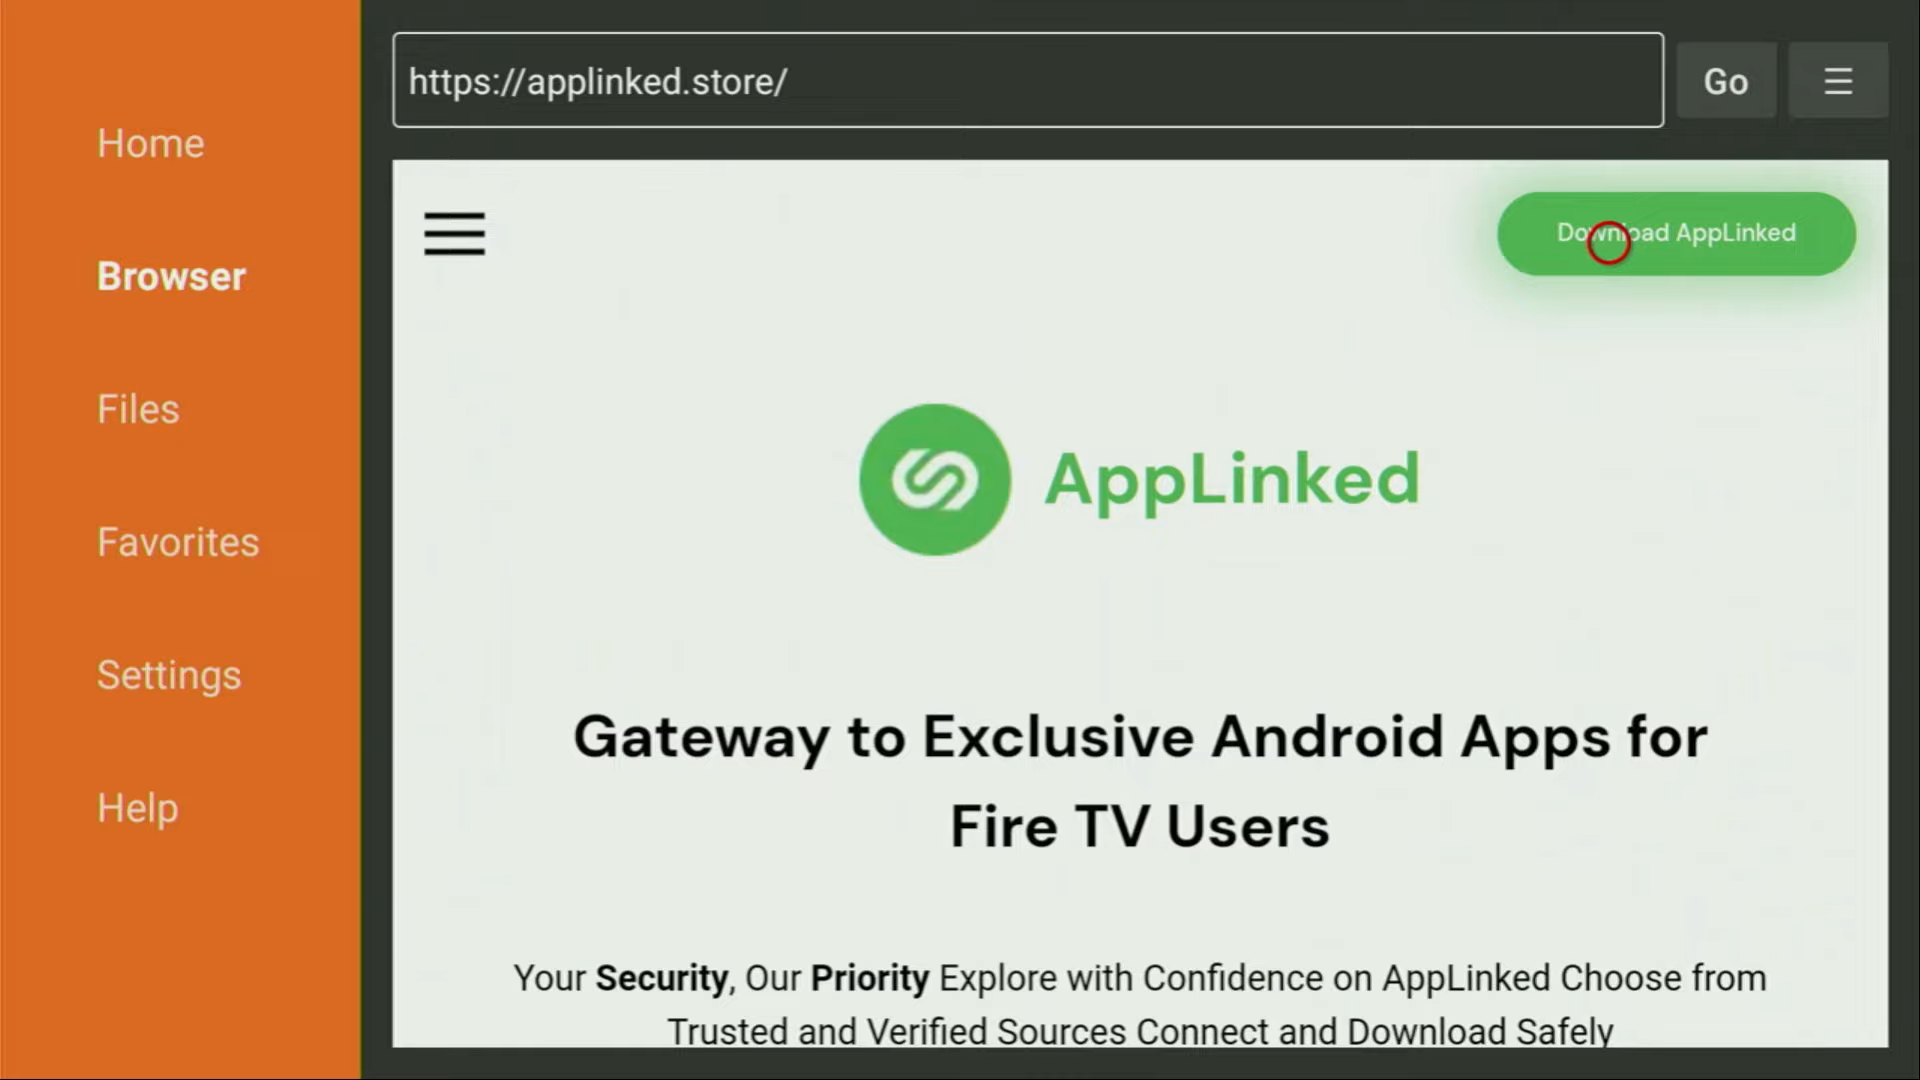 https://applinked.store/
Go
Home
Browser
Files
Favorites
Settings
Help
Download AppLinked
AppLinked
Gateway to Exclusive Android Apps for
Fire TV Users
Your Security, Our Priority Explore with Confidence on AppLinked Choose from
Trusted and Verified Sources Connect and Download Safely